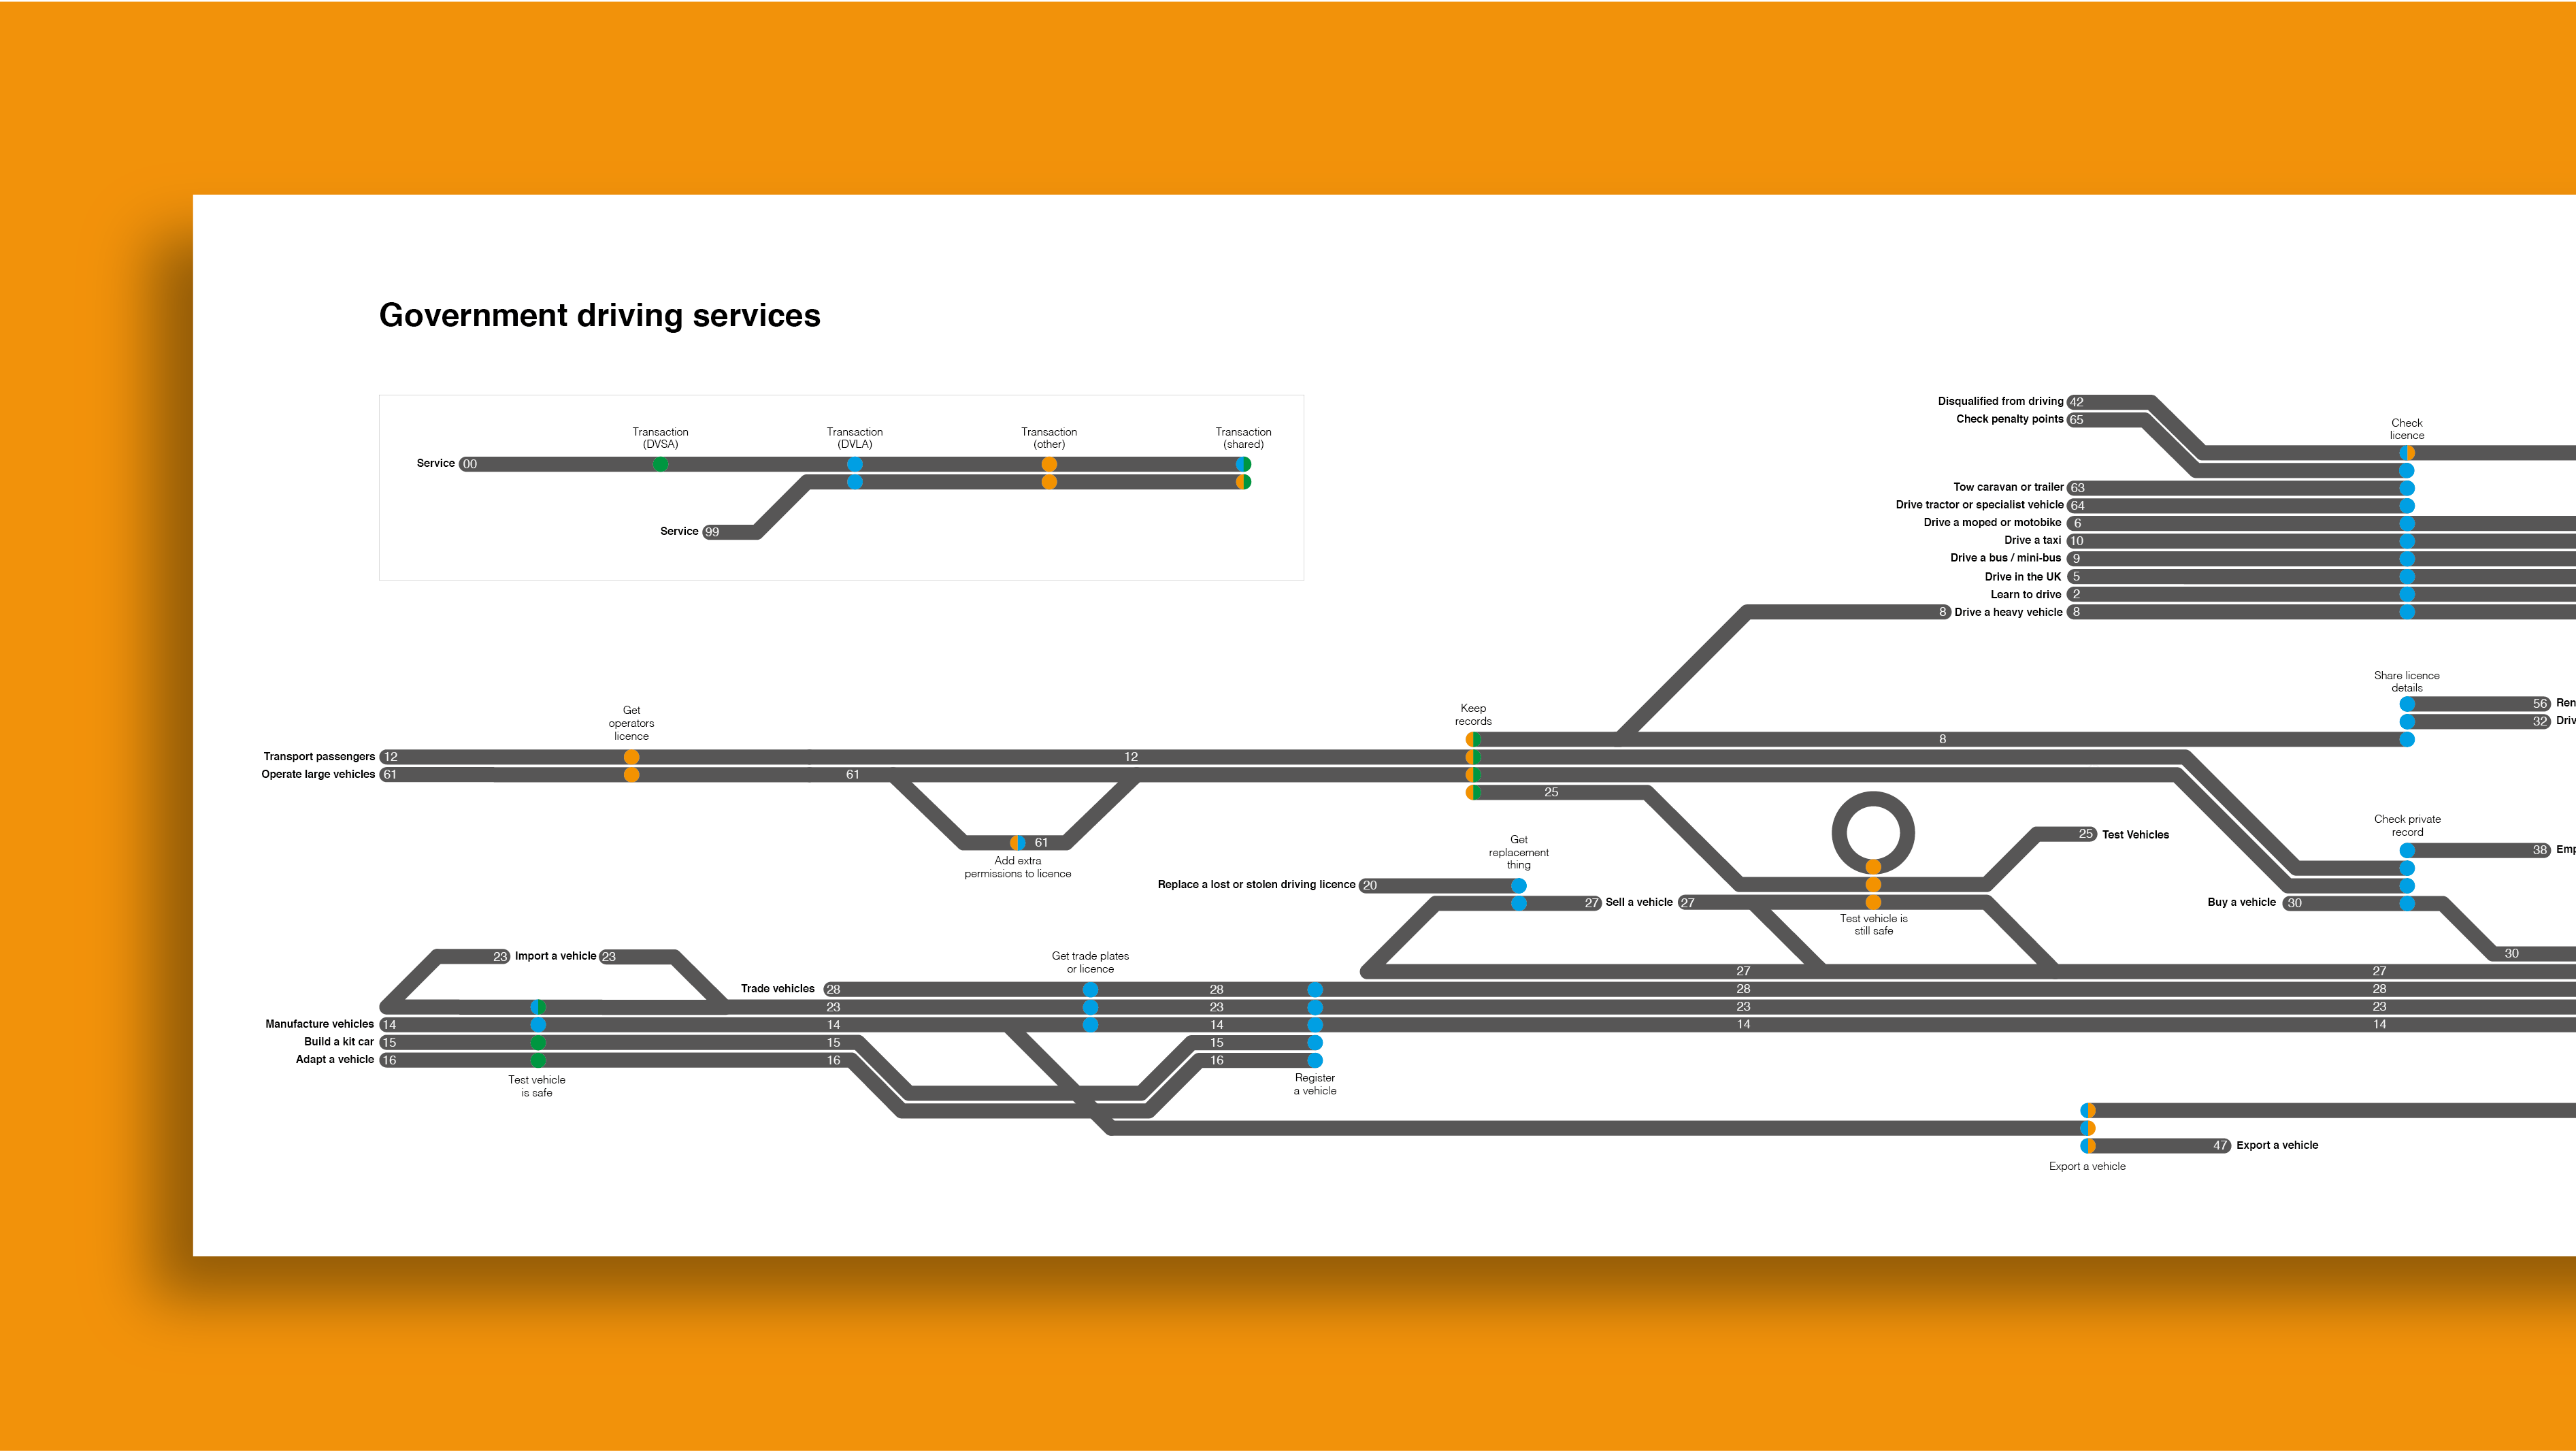 Government driving services
Transaction
(DVSA)
Transaction
(DVLA)
Transaction
(other)
Transaction
(shared)
Service 00
Service 99
Disqualified from driving 42
Check penalty points 65
Check
licence
Tow caravan or trailer 63
Drive tractor or specialist vehicle 64
Drive a moped or motobike 6
Drive a taxi 10
Drive a bus / mini-bus 9
Drive in the UK 5
Learn to drive 2
8 Drive a heavy vehicle 8
Share licence
details
56 Ren
32 Driv
Get
operators
licence
Keep
records
8
Transport passengers 12 12
Operate large vehicles 61 61
25
61
Add extra
permissions to licence
Get
replacement
thing
25 Test Vehicles
Check private
record
38 Emp
Replace a lost or stolen driving licence 20
27 Sell a vehicle 27
Test vehicle is
still safe
Buy a vehicle 30
30
23 Import a vehicle 23
Get trade plates
or licence
27 27
Trade vehicles 28 28 28 28
23 23 23
Manufacture vehicles 14 14 14 14 14
Build a kit car 15 15 15
Adapt a vehicle 16 16 16
Test vehicle
is safe
Register
a vehicle
47 Export a vehicle
Export a vehicle